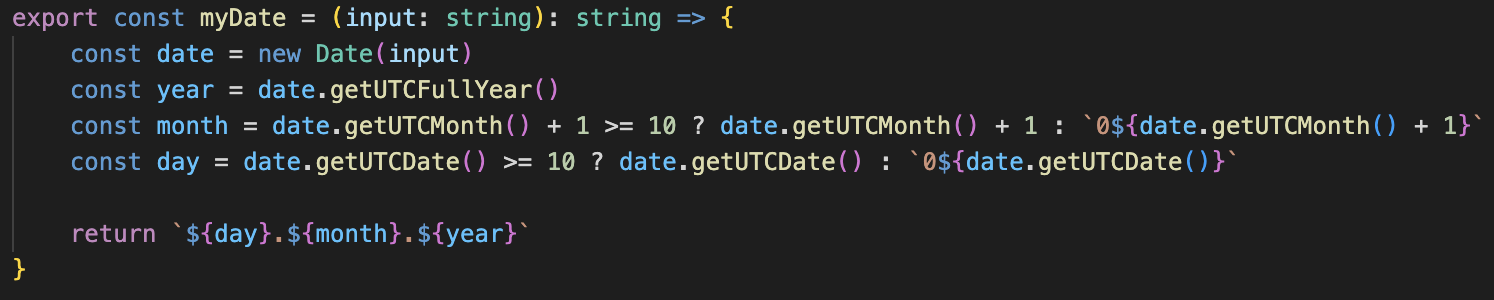 export const myDate = (input: string): string => {
    const date = new Date(input)
    const year = date.getUTCFullYear()
    const month = date.getUTCMonth() + 1 >= 10 ? date.getUTCMonth() + 1 : `0${date.getUTCMonth() + 1}`
    const day = date.getUTCDate() >= 10 ? date.getUTCDate() : `0${date.getUTCDate()}`

    return `${day}.${month}.${year}`
}